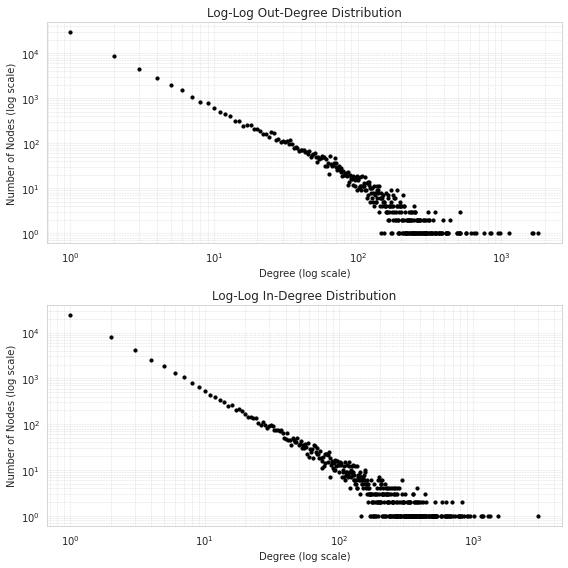 Log-Log Out-Degree Distribution
Number of Nodes (log scale)
10^4
10^3
10^2
10^1
10^0
10^0 10^1 10^2 10^3
Degree (log scale)
Log-Log In-Degree Distribution
Number of Nodes (log scale)
10^4
10^3
10^2
10^1
10^0
10^0 10^1 10^2 10^3
Degree (log scale)